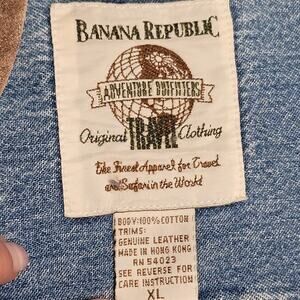 BANANA REPUBLIC
ADVENTURE OUTFITTERS
Original TRAVEL Clothing
The Finest Apparel for Travel
and Safari in the World
BODY:100% COTTON
TRIMS:
GENUINE LEATHER
MADE IN HONG KONG
RN 54023
SEE REVERSE FOR
CARE INSTRUCTION
XL